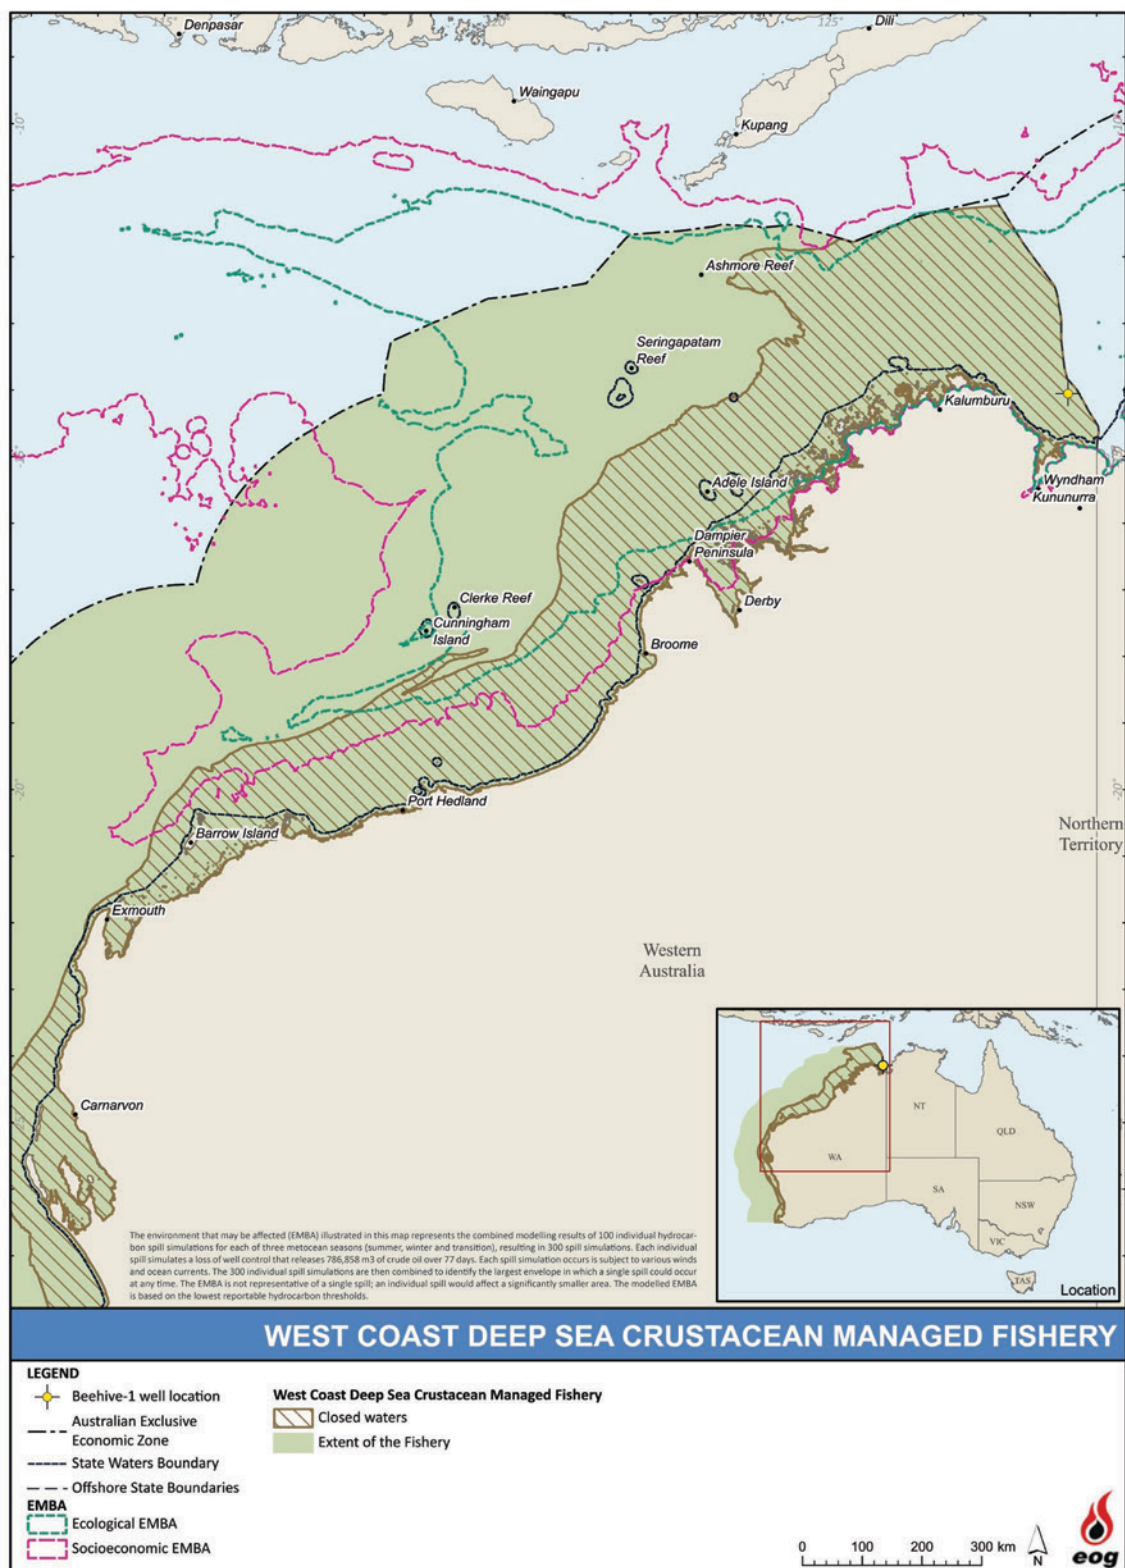 115°
120°
125°
Denpasar
Dili
Waingapu
Kupang
-10°
-10°
Ashmore Reef
Seringapatam
Reef
Kalumburu
-15°
Adele Island
Wyndham
Kununurra
Dampier
Peninsula
Clerke Reef
Derby
Cunningham
Island
Broome
-20°
-20°
Port Hedland
Barrow Island
Northern
Territory
Exmouth
Western
Australia
Carnarvon
NT
QLD
WA
SA
NSW
VIC
TAS
Location
The environment that may be affected (EMBA) illustrated in this map represents the combined modelling results of 100 individual hydrocar-
bon spill simulations for each of three metocean seasons (summer, winter and transition), resulting in 300 spill simulations. Each individual
spill simulates a loss of well control that releases 786,858 m3 of crude oil over 77 days. Each spill simulation occurs is subject to various winds
and ocean currents. The 300 individual spill simulations are then combined to identify the largest envelope in which a single spill could occur
at any time. The EMBA is not representative of a single spill; an individual spill would affect a significantly smaller area. The modelled EMBA
is based on the lowest reportable hydrocarbon thresholds.
WEST COAST DEEP SEA CRUSTACEAN MANAGED FISHERY
LEGEND
Beehive-1 well location
Australian Exclusive
Economic Zone
State Waters Boundary
Offshore State Boundaries
EMBA
Ecological EMBA
Socioeconomic EMBA
West Coast Deep Sea Crustacean Managed Fishery
Closed waters
Extent of the Fishery
0 100 200 300 km
N
eog